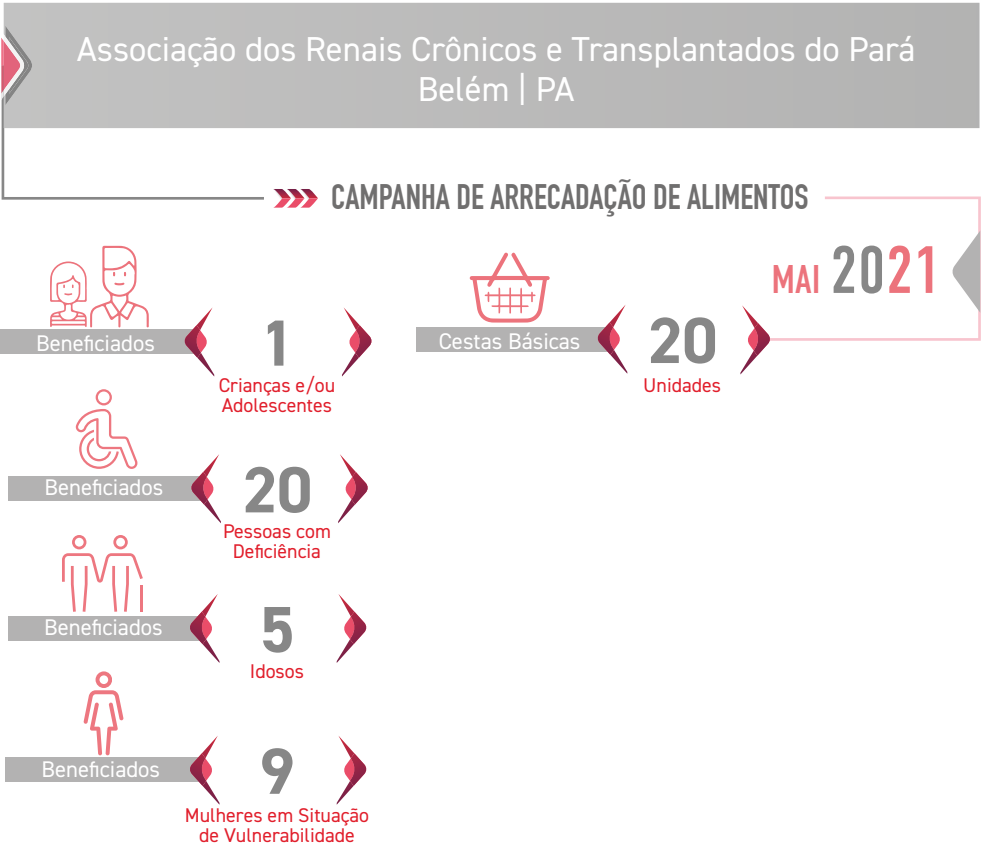 Associação dos Renais Crônicos e Transplantados do Pará
Belém | PA
CAMPANHA DE ARRECADAÇÃO DE ALIMENTOS
MAI 2021
Beneficiados
1
Crianças e/ou
Adolescentes
Cestas Básicas
20
Unidades
Beneficiados
20
Pessoas com
Deficiência
Beneficiados
5
Idosos
Beneficiados
9
Mulheres em Situação
de Vulnerabilidade